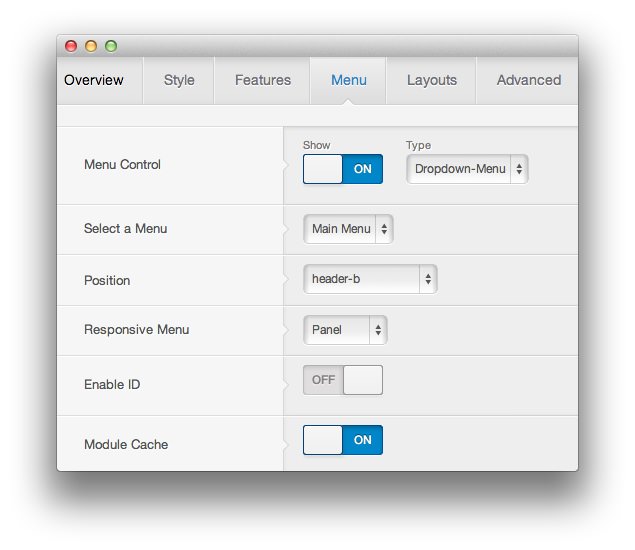 Overview Style Features Menu Layouts Advanced
Show Type
Menu Control ON Dropdown-Menu
Select a Menu Main Menu
Position header-b
Responsive Menu Panel
Enable ID OFF
Module Cache ON